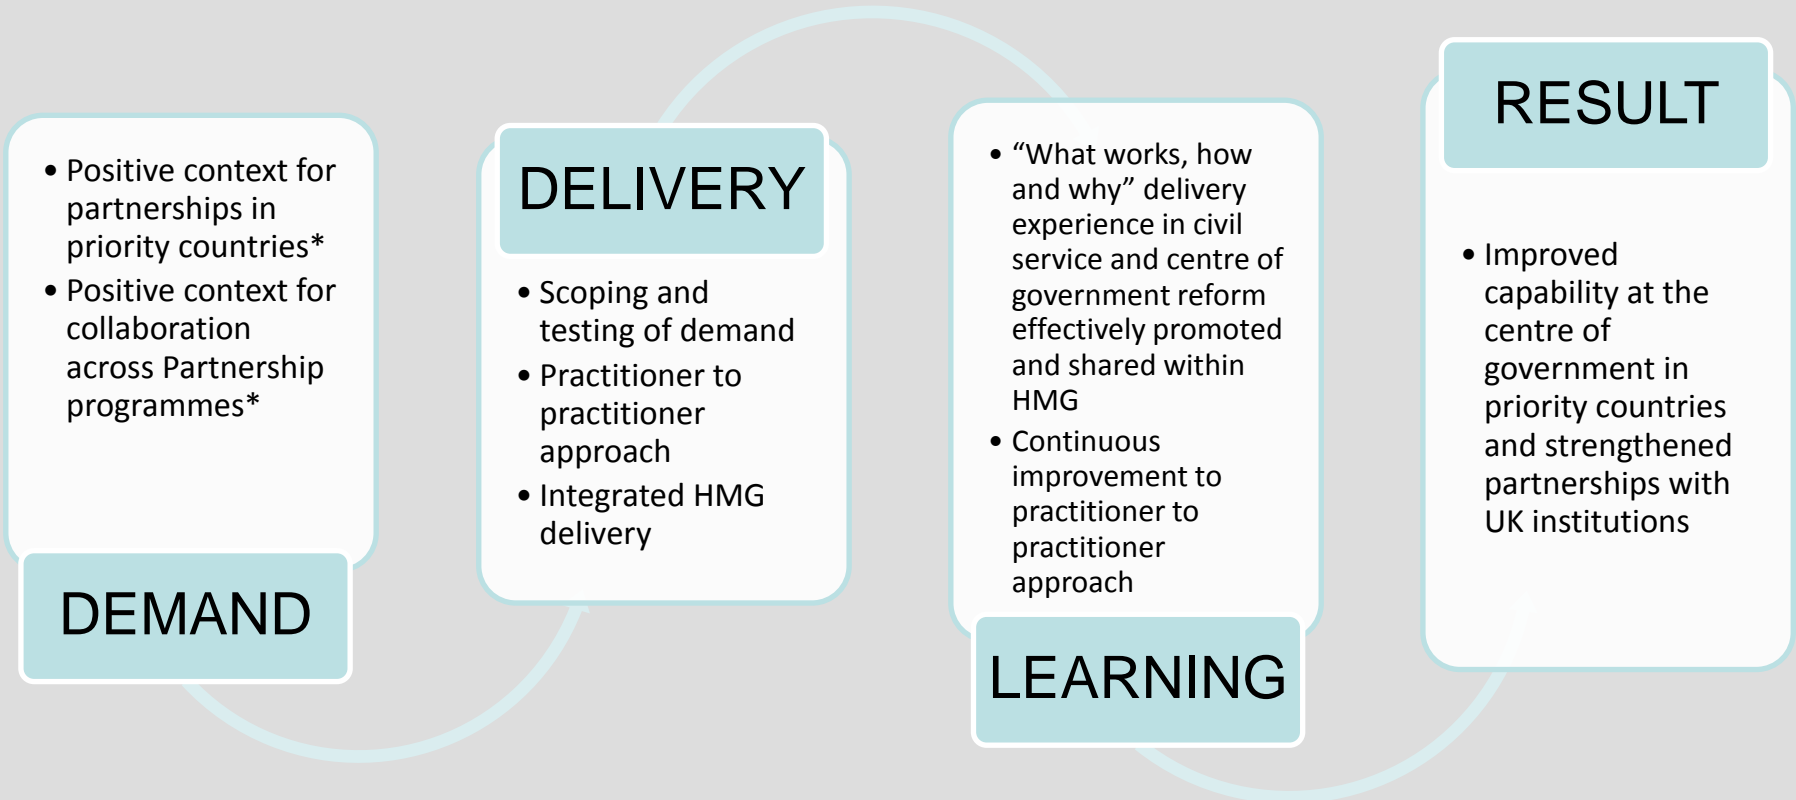 • Positive context for
partnerships in
priority countries*
• Positive context for
collaboration
across Partnership
programmes*
DEMAND
DELIVERY
• Scoping and
testing of demand
• Practitioner to
practitioner
approach
• Integrated HMG
delivery
• “What works, how
and why” delivery
experience in civil
service and centre of
government reform
effectively promoted
and shared within
HMG
• Continuous
improvement to
practitioner to
practitioner
approach
LEARNING
RESULT
• Improved
capability at the
centre of
government in
priority countries
and strengthened
partnerships with
UK institutions